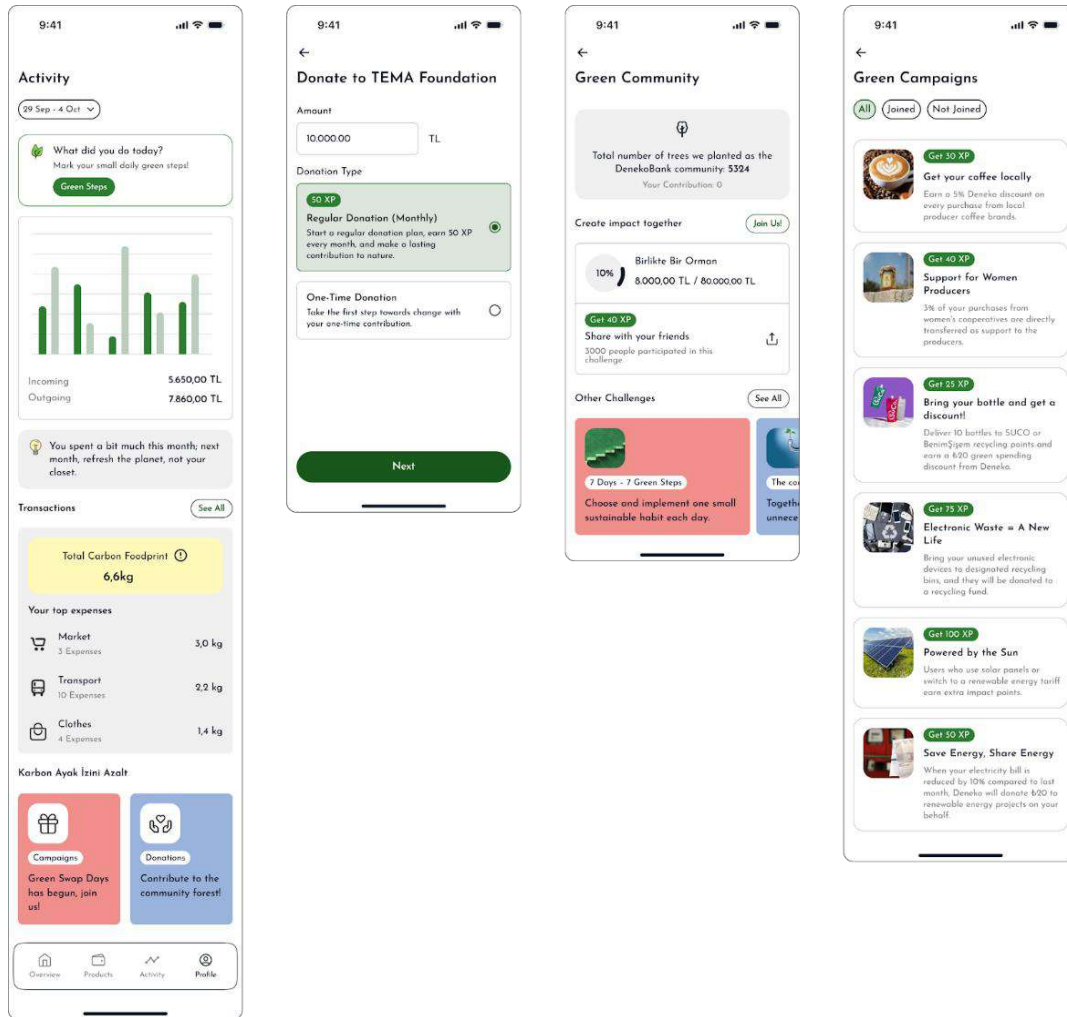 9:41
Activity
29 Sep - 4 Oct
What did you do today?
Mark your small daily green steps!
Green Steps
Incoming 5.650,00 TL
Outgoing 7.860,00 TL
You spent a bit much this month; next
month, refresh the planet, not your
closet.
Transactions See All
Total Carbon Foodprint
6,6kg
Your top expenses
Market
3 Expenses
3,0 kg
Transport
10 Expenses
2,2 kg
Clothes
4 Expenses
1,4 kg
Karbon Ayak İzini Azalt
Campaigns
Green Swap Days
has begun, join
us!
Donations
Contribute to the
community forest!
Overview Products Activity Profile
9:41
Donate to TEMA Foundation
Amount
10.000.00 TL
Donation Type
50 XP
Regular Donation (Monthly)
Start a regular donation plan, earn 50 XP
every month, and make a lasting
contribution to nature.
One-Time Donation
Take the first step towards change with
your one-time contribution.
Next
9:41
Green Community
Total number of trees we planted as the
DenekoBank community: 5324
Your Contribution: 0
Create impact together Join Us!
10%
Birlikte Bir Orman
8.000,00 TL / 80.000,00 TL
Get 40 XP
Share with your friends
3000 people participated in this
challenge
Other Challenges See All
7 Days - 7 Green Steps
Choose and implement one small
sustainable habit each day.
The co
Togeth
unnece
9:41
Green Campaigns
All Joined Not Joined
Get 30 XP
Get your coffee locally
Earn a 5% Deneko discount on
every purchase from local
producer coffee brands.
Get 40 XP
Support for Women
Producers
3% of your purchases from
women's cooperatives are directly
transferred as support to the
producers.
Get 25 XP
Bring your bottle and get a
discount!
Deliver 10 bottles to SUCO or
BenimŞişem recycling points and
earn a ₺20 green spending
discount from Deneko.
Get 75 XP
Electronic Waste = A New
Life
Bring your unused electronic
devices to designated recycling
bins, and they will be donated to
a recycling fund.
Get 100 XP
Powered by the Sun
Users who use solar panels or
switch to a renewable energy tariff
earn extra impact points.
Get 50 XP
Save Energy, Share Energy
When your electricity bill is
reduced by 10% compared to last
month, Deneko will donate ₺20 to
renewable energy projects on your
behalf.